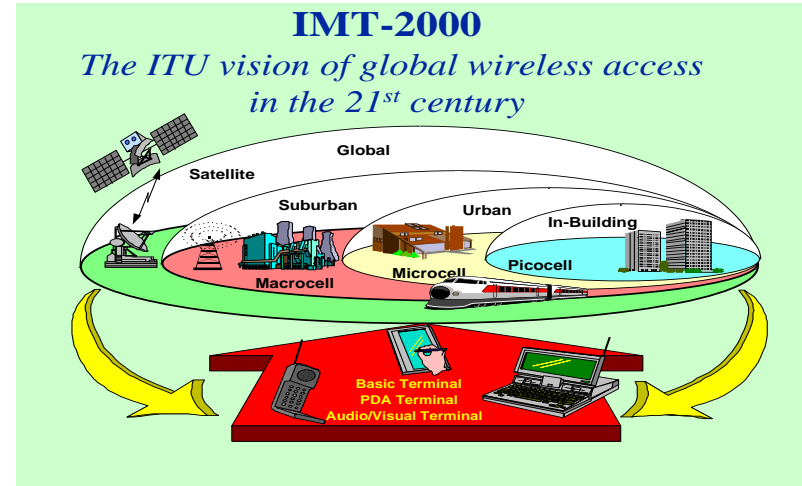 IMT-2000
The ITU vision of global wireless access
in the 21st century
Global
Satellite
Suburban
Urban
In-Building
Picocell
Microcell
Macrocell
Basic Terminal
PDA Terminal
Audio/Visual Terminal